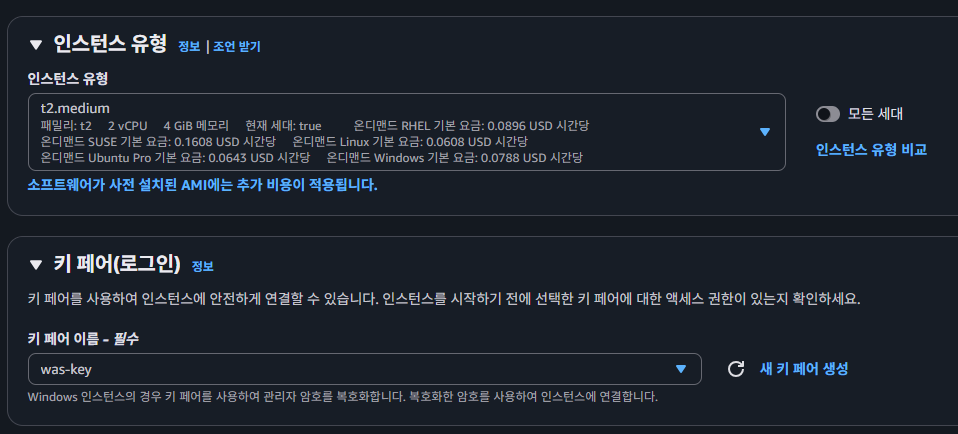 인스턴스 유형 정보 | 조언 받기
인스턴스 유형
t2.medium
패밀리: t2 2 vCPU 4 GiB 메모리 현재 세대: true 온디맨드 RHEL 기본 요금: 0.0896 USD 시간당
온디맨드 SUSE 기본 요금: 0.1608 USD 시간당 온디맨드 Linux 기본 요금: 0.0608 USD 시간당
온디맨드 Ubuntu Pro 기본 요금: 0.0643 USD 시간당 온디맨드 Windows 기본 요금: 0.0788 USD 시간당
모든 세대
인스턴스 유형 비교
소프트웨어가 사전 설치된 AMI에는 추가 비용이 적용됩니다.
키 페어(로그인) 정보
키 페어를 사용하여 인스턴스에 안전하게 연결할 수 있습니다. 인스턴스를 시작하기 전에 선택한 키 페어에 대한 액세스 권한이 있는지 확인하세요.
키 페어 이름 - 필수
was-key
새 키 페어 생성
Windows 인스턴스의 경우 키 페어를 사용하여 관리자 암호를 복호화합니다. 복호화한 암호를 사용하여 인스턴스에 연결합니다.